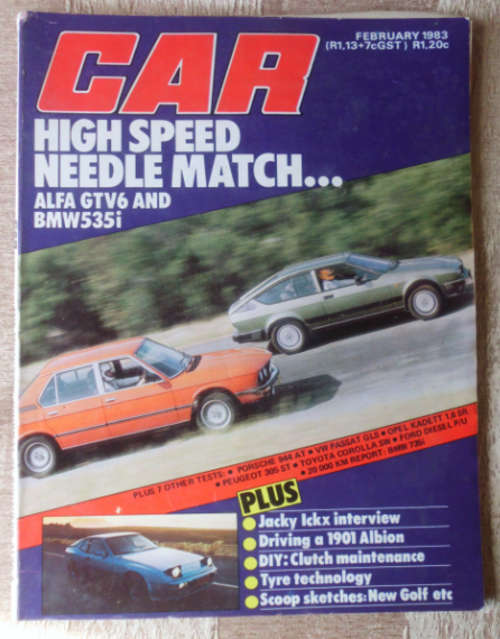 FEBRUARY 1983
(R1,13+7cGST) R1,20c
CAR
HIGH SPEED
NEEDLE MATCH...
ALFA GTV6 AND
BMW535i
PLUS 7 OTHER TESTS: • PORSCHE 944 AT • VW PASSAT GLS • OPEL KADETT 1,6 SR
• PEUGEOT 305 ST • TOYOTA COROLLA SW • FORD DIESEL P/U
• 20 000 KM REPORT: BMW 735i
PLUS
Jacky Ickx interview
Driving a 1901 Albion
DIY: Clutch maintenance
Tyre technology
Scoop sketches: New Golf etc